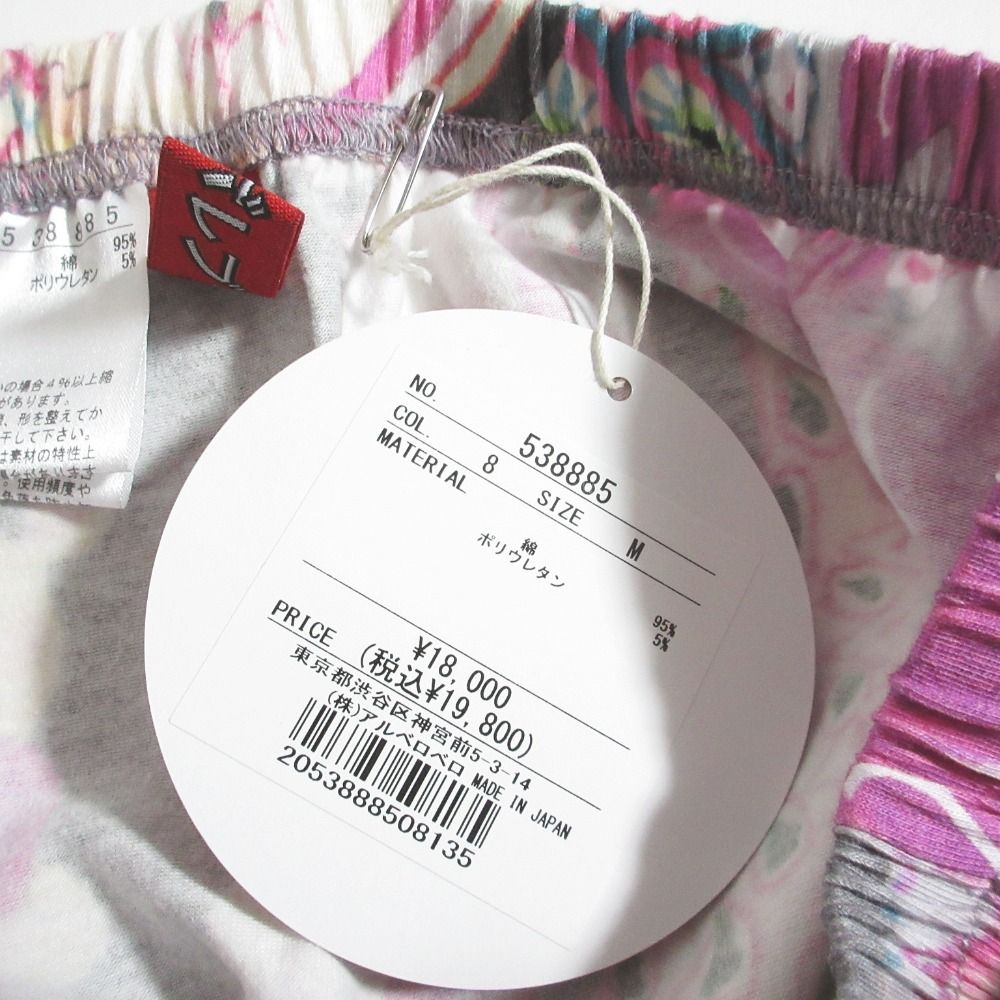 5 38 88 5
綿 95%
ポリウレタン 5%
の場合4%以上縮
があります。
、形を整えてか
干して下さい。
は素材の特性上
使用頻度や
NO. 538885
COL. 8 SIZE M
MATERIAL
綿 95%
ポリウレタン 5%
PRICE ¥18,000
(税込¥19,800)
東京都渋谷区神宮前5-3-14
(株)アルベロベロ MADE IN JAPAN
2053888508135